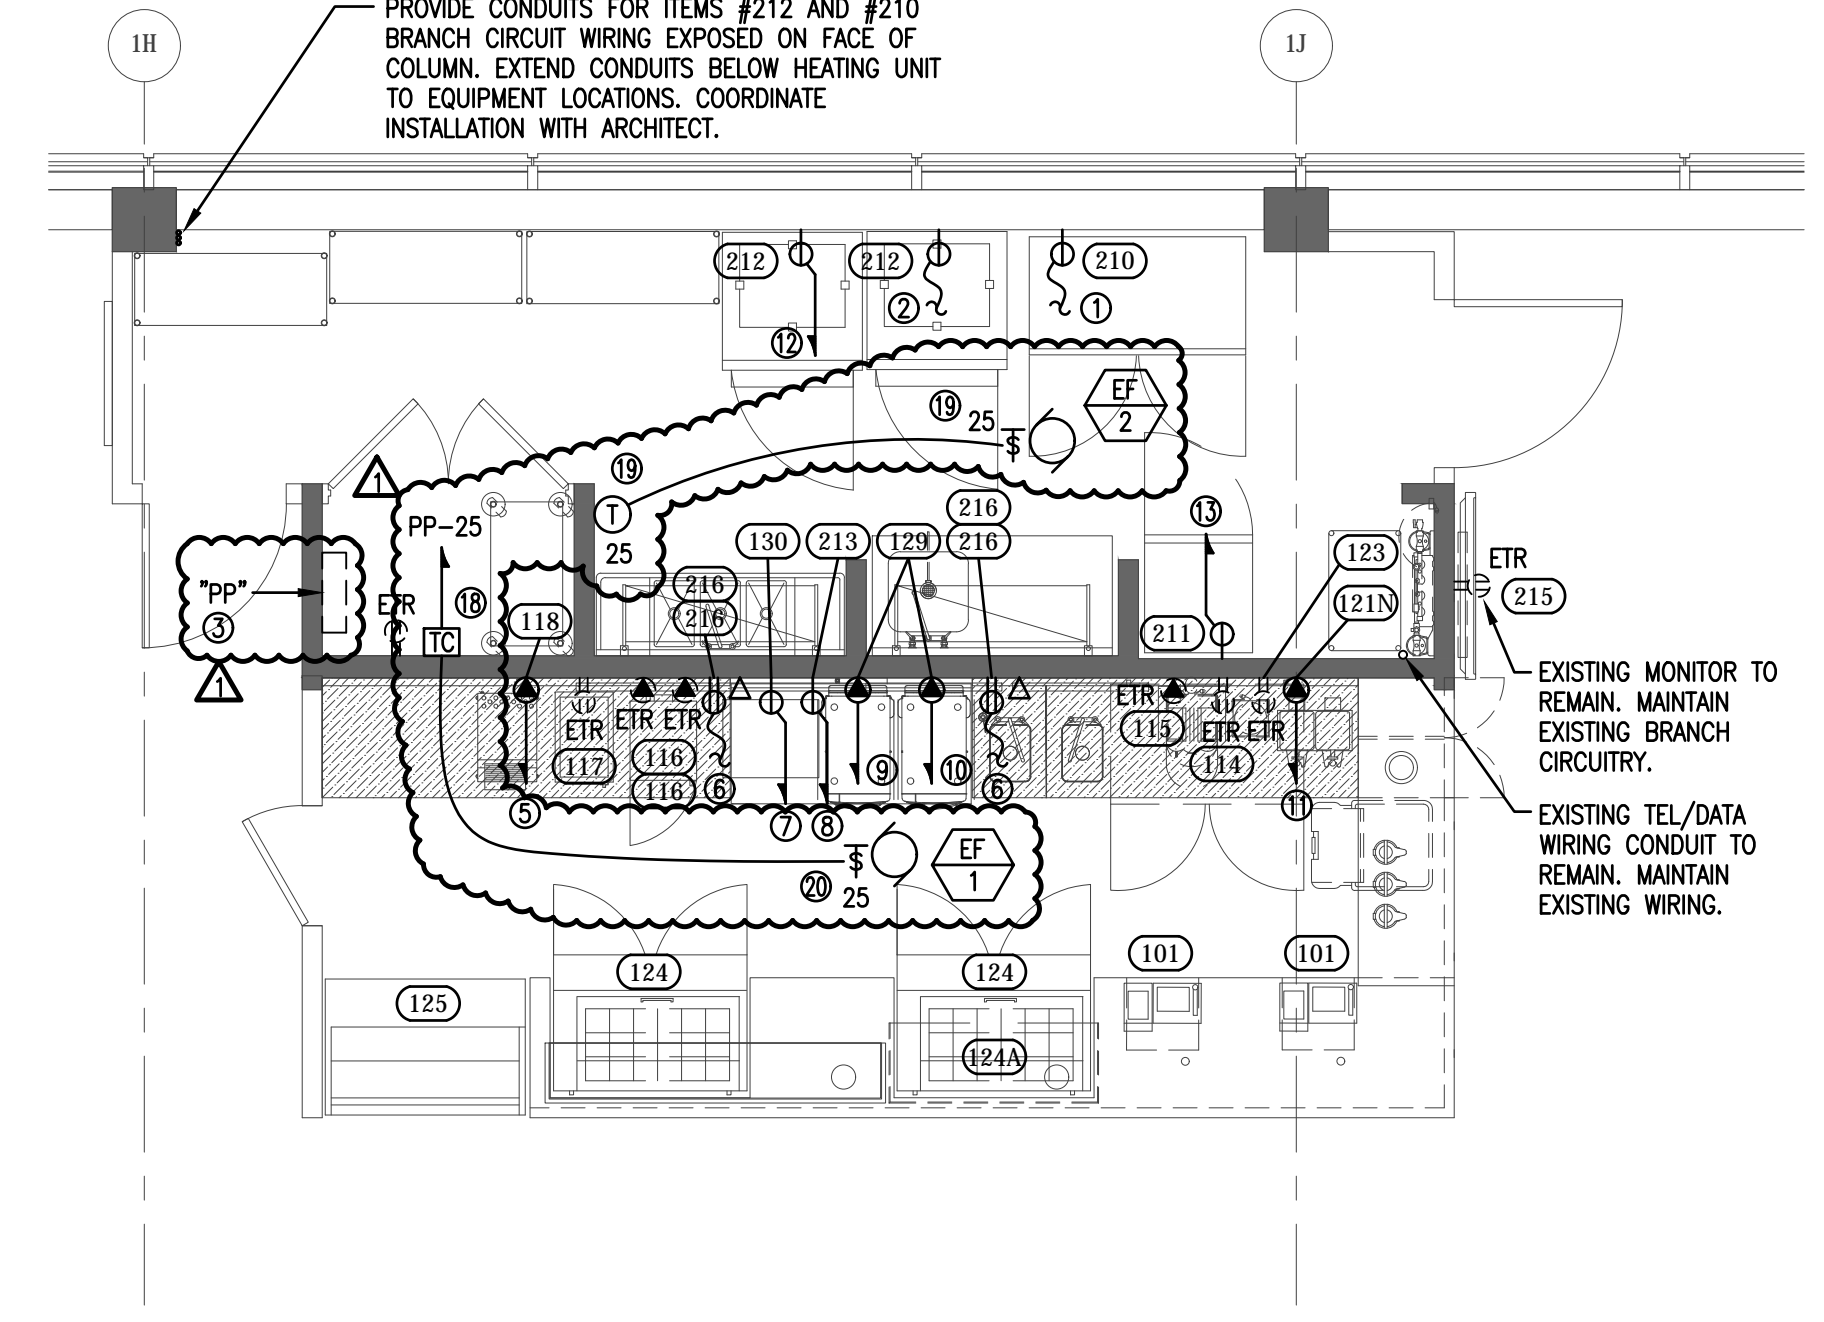 PROVIDE CONDUITS FOR ITEMS #212 AND #210
BRANCH CIRCUIT WIRING EXPOSED ON FACE OF
COLUMN. EXTEND CONDUITS BELOW HEATING UNIT
TO EQUIPMENT LOCATIONS. COORDINATE
INSTALLATION WITH ARCHITECT.
1H
1J
212
212
210
2
1
12
EF
2
19
25
$
19
1
T
25
PP-25
"PP"
3
1
ETR
18
TC
118
216
216
130
213
129
216
216
13
211
123
121N
ETR
215
EXISTING MONITOR TO
REMAIN. MAINTAIN
EXISTING BRANCH
CIRCUITRY.
EXISTING TEL/DATA
WIRING CONDUIT TO
REMAIN. MAINTAIN
EXISTING WIRING.
ETR
117
ETR
ETR
116
116
6
9
10
6
ETR
115
ETR
ETR
114
5
7
8
11
$
20
25
EF
1
124
124
101
101
125
124A